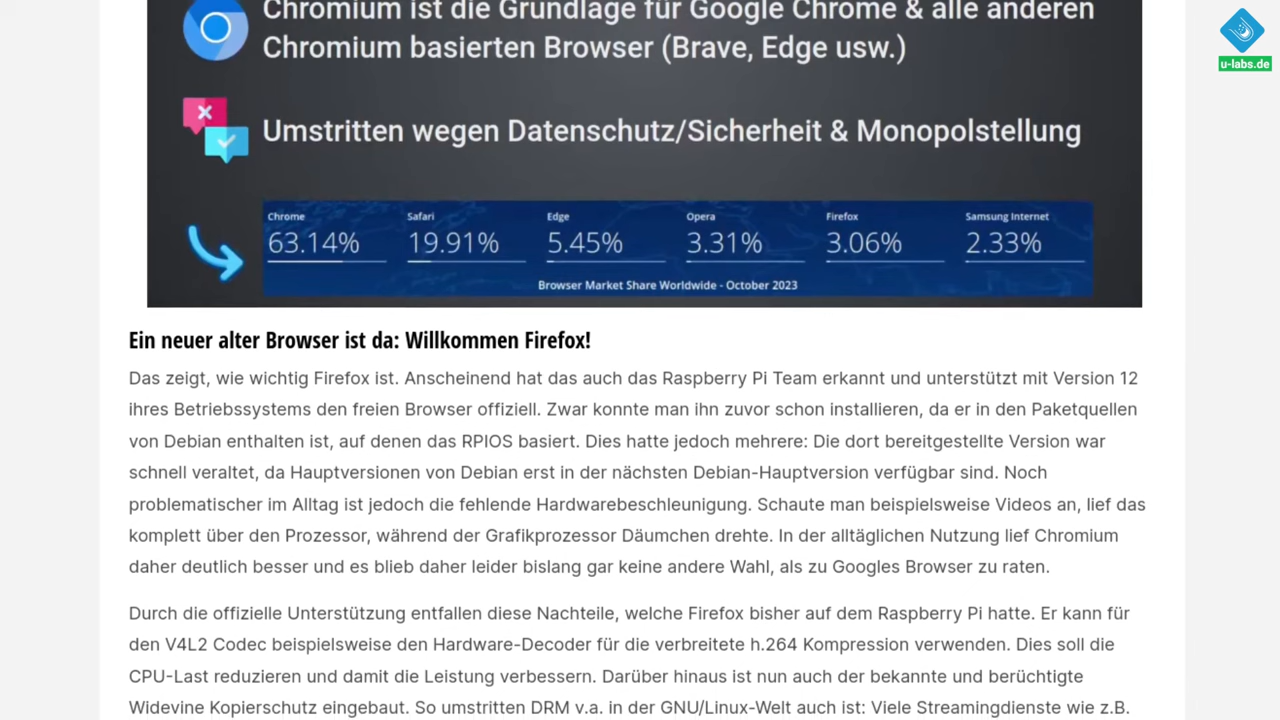 Chromium ist die Grundlage für Google Chrome & alle anderen
Chromium basierten Browser (Brave, Edge usw.)
u-labs.de
Umstritten wegen Datenschutz/Sicherheit & Monopolstellung
Chrome Safari Edge Opera Firefox Samsung Internet
63.14% 19.91% 5.45% 3.31% 3.06% 2.33%
Browser Market Share Worldwide - October 2023
Ein neuer alter Browser ist da: Willkommen Firefox!
Das zeigt, wie wichtig Firefox ist. Anscheinend hat das auch das Raspberry Pi Team erkannt und unterstützt mit Version 12
ihres Betriebssystems den freien Browser offiziell. Zwar konnte man ihn zuvor schon installieren, da er in den Paketquellen
von Debian enthalten ist, auf denen das RPIOS basiert. Dies hatte jedoch mehrere: Die dort bereitgestellte Version war
schnell veraltet, da Hauptversionen von Debian erst in der nächsten Debian-Hauptversion verfügbar sind. Noch
problematischer im Alltag ist jedoch die fehlende Hardwarebeschleunigung. Schaute man beispielsweise Videos an, lief das
komplett über den Prozessor, während der Grafikprozessor Däumchen drehte. In der alltäglichen Nutzung lief Chromium
daher deutlich besser und es blieb daher leider bislang gar keine andere Wahl, als zu Googles Browser zu raten.
Durch die offizielle Unterstützung entfallen diese Nachteile, welche Firefox bisher auf dem Raspberry Pi hatte. Er kann für
den V4L2 Codec beispielsweise den Hardware-Decoder für die verbreitete h.264 Kompression verwenden. Dies soll die
CPU-Last reduzieren und damit die Leistung verbessern. Darüber hinaus ist nun auch der bekannte und berüchtigte
Widevine Kopierschutz eingebaut. So umstritten DRM v.a. in der GNU/Linux-Welt auch ist: Viele Streamingdienste wie z.B.